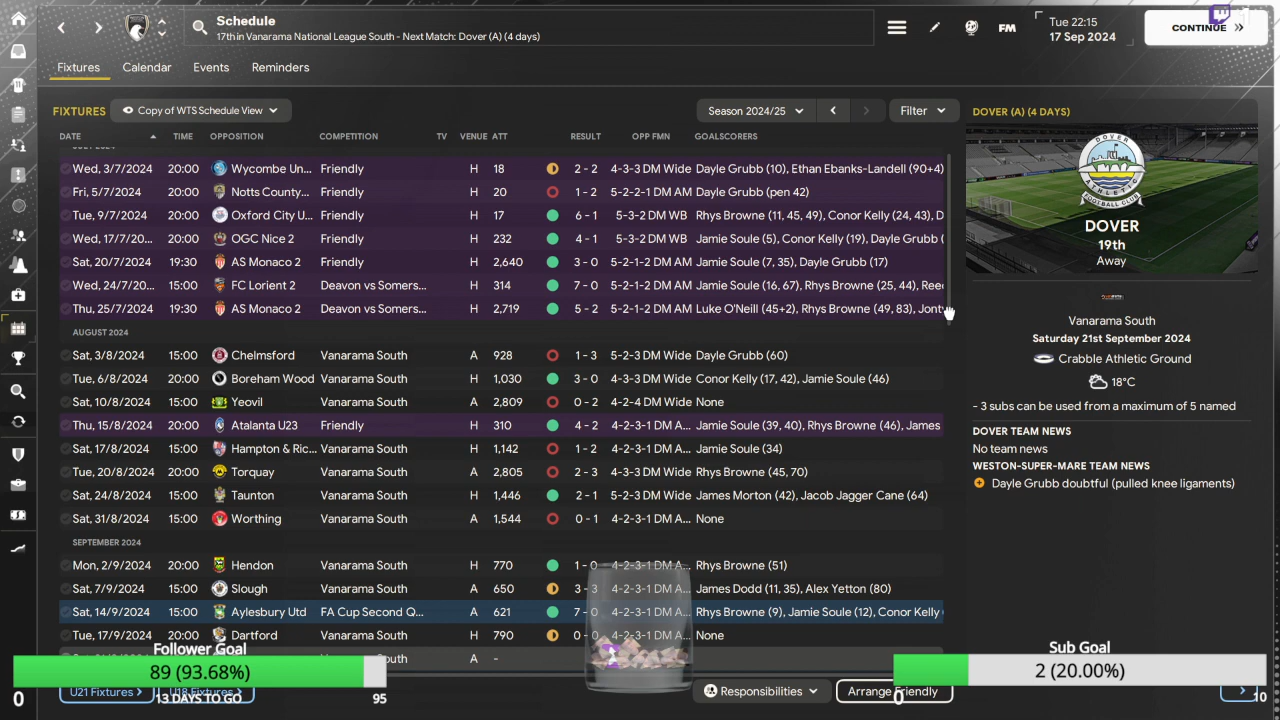 Schedule
17th in Vanarama National League South - Next Match: Dover (A) (4 days)
FM
Tue 22:15
17 Sep 2024
CONTINUE
Fixtures Calendar Events Reminders
FIXTURES Copy of WTS Schedule View Season 2024/25 Filter
DATE TIME OPPOSITION COMPETITION TV VENUE ATT RESULT OPP FMN GOALSCORERS
Wed, 3/7/2024 20:00 Wycombe Un... Friendly H 18 2 - 2 4-3-3 DM Wide Dayle Grubb (10), Ethan Ebanks-Landell (90+4)
Fri, 5/7/2024 20:00 Notts County... Friendly H 20 1 - 2 5-2-2-1 DM AM Dayle Grubb (pen 42)
Tue, 9/7/2024 20:00 Oxford City U... Friendly H 17 6 - 1 5-3-2 DM WB Rhys Browne (11, 45, 49), Conor Kelly (24, 43), D
Wed, 17/7/20... 20:00 OGC Nice 2 Friendly H 232 4 - 1 5-3-2 DM WB Jamie Soule (5), Conor Kelly (19), Dayle Grubb (
Sat, 20/7/2024 19:30 AS Monaco 2 Friendly H 2,640 3 - 0 5-2-1-2 DM AM Jamie Soule (7, 35), Dayle Grubb (17)
Wed, 24/7/20... 15:00 FC Lorient 2 Deavon vs Somers... H 314 7 - 0 5-2-1-2 DM AM Jamie Soule (16, 67), Rhys Browne (25, 44), Ree
Thu, 25/7/2024 19:30 AS Monaco 2 Deavon vs Somers... H 2,719 5 - 2 5-2-1-2 DM AM Luke O'Neill (45+2), Rhys Browne (49, 83), Jont
AUGUST 2024
Sat, 3/8/2024 15:00 Chelmsford Vanarama South A 928 1 - 3 5-2-3 DM Wide Dayle Grubb (60)
Tue, 6/8/2024 20:00 Boreham Wood Vanarama South H 1,030 3 - 0 4-3-3 DM Wide Conor Kelly (17, 42), Jamie Soule (46)
Sat, 10/8/2024 15:00 Yeovil Vanarama South A 2,809 0 - 2 4-2-4 DM Wide None
Thu, 15/8/2024 20:00 Atalanta U23 Friendly H 310 4 - 2 4-2-3-1 DM A... Jamie Soule (39, 40), Rhys Browne (46), James
Sat, 17/8/2024 15:00 Hampton & Ric... Vanarama South H 1,142 1 - 2 4-2-3-1 DM A... Jamie Soule (34)
Tue, 20/8/2024 20:00 Torquay Vanarama South A 2,805 2 - 3 4-3-3 DM Wide Rhys Browne (45, 70)
Sat, 24/8/2024 15:00 Taunton Vanarama South H 1,446 2 - 1 5-2-3 DM Wide James Morton (42), Jacob Jagger Cane (64)
Sat, 31/8/2024 15:00 Worthing Vanarama South A 1,544 0 - 1 4-2-3-1 DM A... None
SEPTEMBER 2024
Mon, 2/9/2024 20:00 Hendon Vanarama South H 770 1 - 0 4-2-3-1 DM A... Rhys Browne (51)
Sat, 7/9/2024 15:00 Slough Vanarama South A 650 3 - 3 4-2-3-1 DM A... James Dodd (11, 35), Alex Yetton (80)
Sat, 14/9/2024 15:00 Aylesbury Utd FA Cup Second Q... A 621 7 - 0 4-2-3-1 DM A... Rhys Browne (9), Jamie Soule (12), Conor Kelly
Tue, 17/9/2024 20:00 Dartford Vanarama South H 790 0 - 0 4-2-3-1 DM A... None
South A -
DOVER (A) (4 DAYS)
DOVER ATHLETIC
FOOTBALL CLUB
DOVER
19th
Away
Vanarama South
Saturday 21st September 2024
Crabble Athletic Ground
18°C
- 3 subs can be used from a maximum of 5 named
DOVER TEAM NEWS
No team news
WESTON-SUPER-MARE TEAM NEWS
Dayle Grubb doubtful (pulled knee ligaments)
Follower Goal
89 (93.68%)
0 13 DAYS TO 95
U21 Fixtures > U18 Fixtures >
Responsibilities Arrange Friendly
Sub Goal
2 (20.00%)
0 10